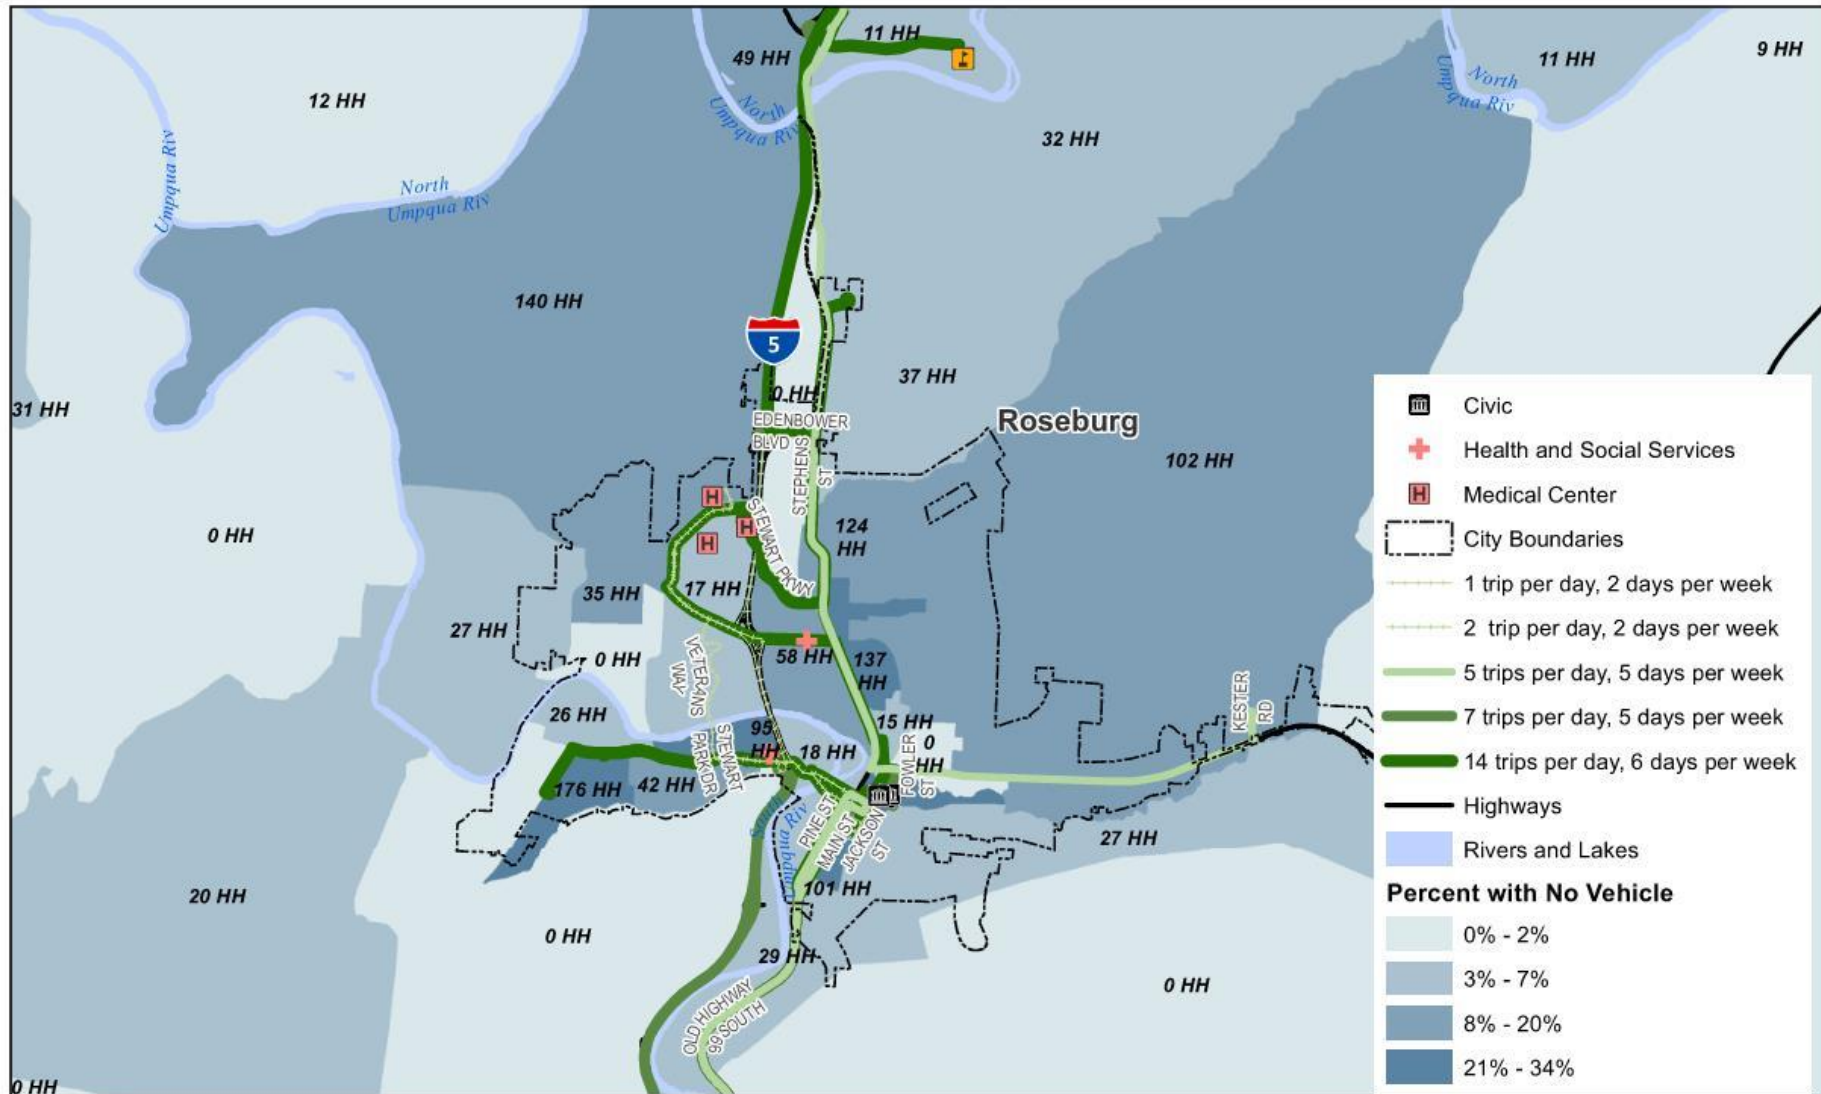 11 HH
49 HH
11 HH
9 HH
North
Umpqua Riv
North
Umpqua Riv
12 HH
32 HH
Umpqua Riv
North
Umpqua Riv
140 HH
5
37 HH
0 HH
31 HH
EDENBOWER
BLVD
Roseburg
STEPHENS
ST
102 HH
H
H
H
STEWART PKWY
124
HH
0 HH
35 HH
17 HH
27 HH
0 HH
58 HH
137
HH
VETERANS
WAY
KESTER
RD
26 HH
95
HH
18 HH
15 HH
0
HH
FOWLER
ST
STEWART
PARK DR
176 HH
42 HH
South
Umpqua Riv
PINE ST
MAIN ST
JACKSON
ST
27 HH
20 HH
101 HH
0 HH
29 HH
0 HH
OLD HIGHWAY
99 SOUTH
0 HH
Civic
Health and Social Services
H
Medical Center
City Boundaries
1 trip per day, 2 days per week
2 trip per day, 2 days per week
5 trips per day, 5 days per week
7 trips per day, 5 days per week
14 trips per day, 6 days per week
Highways
Rivers and Lakes
Percent with No Vehicle
0% - 2%
3% - 7%
8% - 20%
21% - 34%